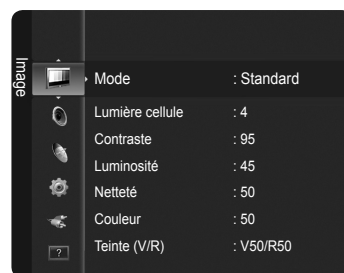 Image
Mode : Standard
Lumière cellule : 4
Contraste : 95
Luminosité : 45
Netteté : 50
Couleur : 50
Teinte (V/R) : V50/R50
?